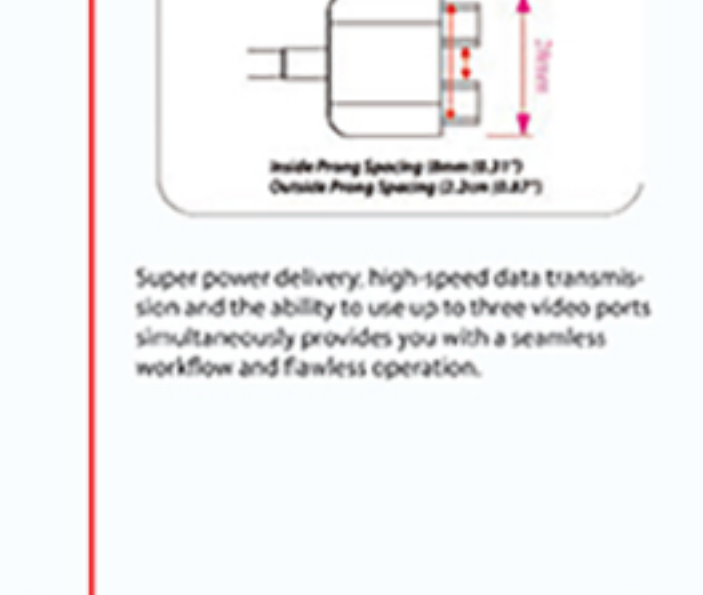 28mm
Inside Prong Spacing (8mm (0.31")
Outside Prong Spacing (2.2cm (0.87")
Super power delivery, high-speed data transmis-
sion and the ability to use up to three video ports
simultaneously provides you with a seamless
workflow and flawless operation.